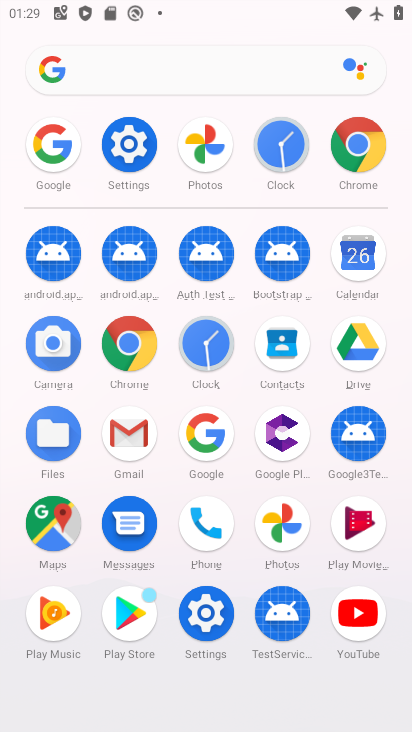 01:29
Google Settings Photos Clock Chrome
android.ap... android.ap... Auth Test ... Bootstrap ... Calendar
26
Camera Chrome Clock Contacts Drive
Files Gmail Google Google Pl... Google3Te...
Maps Messages Phone Photos Play Movie...
Play Music Play Store Settings TestServic... YouTube